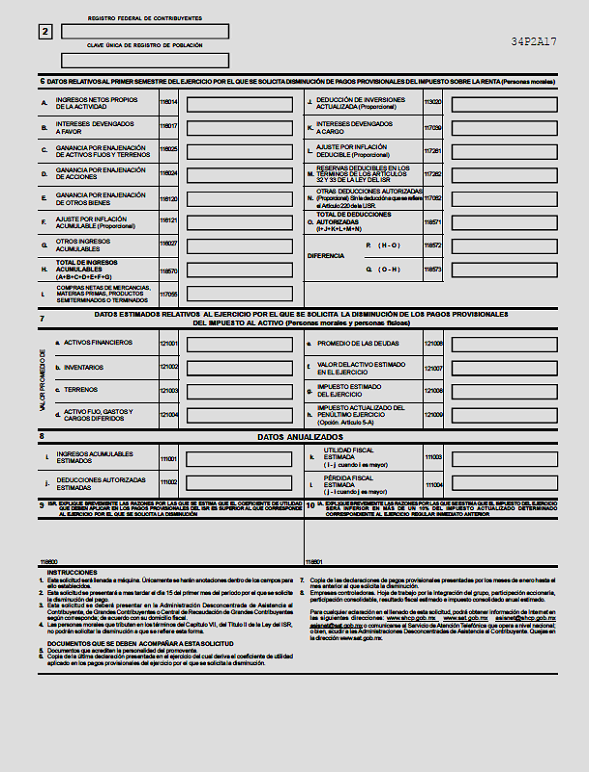 REGISTRO FEDERAL DE CONTRIBUYENTES
2
CLAVE ÚNICA DE REGISTRO DE POBLACIÓN
34P2A17
6 DATOS RELATIVOS AL PRIMER SEMESTRE DEL EJERCICIO POR EL QUE SE SOLICITA DISMINUCIÓN DE PAGOS PROVISIONALES DEL IMPUESTO SOBRE LA RENTA (Personas morales)
A. INGRESOS NETOS PROPIOS
DE LA ACTIVIDAD
118014
B. INTERESES DEVENGADOS
A FAVOR
118017
C. GANANCIA POR ENAJENACIÓN
DE ACTIVOS FIJOS Y TERRENOS
118025
D. GANANCIA POR ENAJENACIÓN
DE ACCIONES
118024
E. GANANCIA POR ENAJENACIÓN
DE OTROS BIENES
118120
F. AJUSTE POR INFLACIÓN
ACUMULABLE (Proporcional)
118121
G. OTROS INGRESOS
ACUMULABLES
118027
H. TOTAL DE INGRESOS
ACUMULABLES
(A+B+C+D+E+F+G)
118570
I. COMPRAS NETAS DE MERCANCIAS,
MATERIAS PRIMAS, PRODUCTOS
SEMITERMINADOS O TERMINADOS
117055
J. DEDUCCIÓN DE INVERSIONES
ACTUALIZADA (Proporcional)
113020
K. INTERESES DEVENGADOS
A CARGO
117039
L. AJUSTE POR INFLACIÓN
DEDUCIBLE (Proporcional)
117281
M. RESERVAS DEDUCIBLES EN LOS
TÉRMINOS DE LOS ARTÍCULOS
32 Y 33 DE LA LEY DEL ISR
117282
N. OTRAS DEDUCCIONES AUTORIZADAS
(Proporcional) Sin la deducción a que se refiere
el Artículo 220 de la LISR.
117082
O. TOTAL DE DEDUCCIONES
AUTORIZADAS
(I+J+K+L+M+N)
118571
DIFERENCIA
P. ( H - O )
118572
Q. ( O - H )
118573
7 DATOS ESTIMADOS RELATIVOS AL EJERCICIO POR EL QUE SE SOLICITA LA DISMINUCIÓN DE LOS PAGOS PROVISIONALES
DEL IMPUESTO AL ACTIVO (Personas morales y personas físicas)
VALOR PROMEDIO DE
a. ACTIVOS FINANCIEROS
121001
b. INVENTARIOS
121002
c. TERRENOS
121003
d. ACTIVO FIJO, GASTOS Y
CARGOS DIFERIDOS
121004
e. PROMEDIO DE LAS DEUDAS
121006
f. VALOR DEL ACTIVO ESTIMADO
EN EL EJERCICIO
121007
g. IMPUESTO ESTIMADO
DEL EJERCICIO
121008
h. IMPUESTO ACTUALIZADO DEL
PENÚLTIMO EJERCICIO
(Opción. Artículo 5-A)
121009
8 DATOS ANUALIZADOS
i. INGRESOS ACUMULABLES
ESTIMADOS
111001
j. DEDUCCIONES AUTORIZADAS
ESTIMADAS
111002
k. UTILIDAD FISCAL
ESTIMADA
( i - j cuando i es mayor)
111003
l. PÉRDIDA FISCAL
ESTIMADA
( j - i cuando j es mayor)
111004
9 ISR. EXPLIQUE BREVEMENTE LAS RAZONES POR LAS QUE SE ESTIMA QUE EL COEFICIENTE DE UTILIDAD
QUE DEBEN APLICAR EN LOS PAGOS PROVISIONALES DEL ISR ES SUPERIOR AL QUE CORRESPONDE
AL EJERCICIO POR EL QUE SE SOLICITA LA DISMINUCIÓN
118600
10 IA. EXPLIQUE BREVEMENTE LAS RAZONES POR LAS QUE SE ESTIMA QUE EL IMPUESTO DEL EJERCICIO
SERÁ INFERIOR EN MÁS DE UN 10% DEL IMPUESTO ACTUALIZADO DETERMINADO
CORRESPONDIENTE AL EJERCICIO REGULAR INMEDIATO ANTERIOR
118601
INSTRUCCIONES
1. Esta solicitud será llenada a máquina. Únicamente se harán anotaciones dentro de los campos para
ello establecidos.
2. Esta solicitud se presentará a más tardar el día 15 del primer mes del periodo por el que se solicite
la disminución del pago.
3. Esta solicitud se deberá presentar en la Administración Desconcentrada de Asistencia al
Contribuyente, de Grandes Contribuyentes o Central de Recaudación de Grandes Contribuyentes
según corresponda; de acuerdo con su domicilio fiscal.
4. Las personas morales que tributen en los términos del Capítulo VII, del Título II de la Ley del ISR,
no podrán solicitar la disminución a que se refiere esta forma.
DOCUMENTOS QUE SE DEBEN ACOMPAÑAR A ESTA SOLICITUD
5. Documentos que acrediten la personalidad del promovente.
6. Copia de la última declaración presentada en el ejercicio del cual deriva el coeficiente de utilidad
aplicado en los pagos provisionales del ejercicio por el que se solicita la disminución.
7. Copia de las declaraciones de pagos provisionales presentadas por los meses de enero hasta el
mes anterior al que solicita la disminución.
8. Empresas controladoras. Hoja de trabajo por la integración del grupo, participación accionaria,
participación consolidable, resultado fiscal estimado e impuesto consolidado anual estimado.
Para cualquier aclaración en el llenado de esta solicitud, podrá obtener información de Internet en
las siguientes direcciones: www.shcp.gob.mx www.sat.gob.mx asisnet@shcp.gob.mx
asisnet@sat.gob.mx o comunicarse al Servicio de Atención Telefónica que opera a nivel nacional;
o bien, acudir a las Administraciones Desconcentradas de Asistencia al Contribuyente. Quejas en
la dirección www.sat.gob.mx.